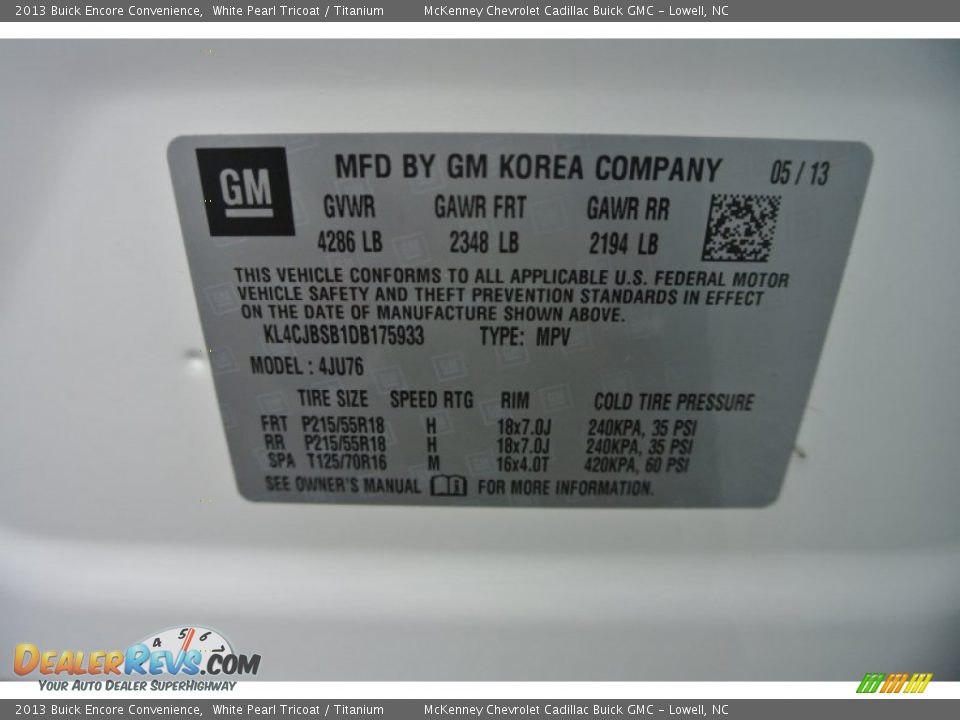 2013 Buick Encore Convenience, White Pearl Tricoat / Titanium McKenney Chevrolet Cadillac Buick GMC – Lowell, NC
GM
MFD BY GM KOREA COMPANY 05 / 13
GVWR GAWR FRT GAWR RR
4286 LB 2348 LB 2194 LB
THIS VEHICLE CONFORMS TO ALL APPLICABLE U.S. FEDERAL MOTOR
VEHICLE SAFETY AND THEFT PREVENTION STANDARDS IN EFFECT
ON THE DATE OF MANUFACTURE SHOWN ABOVE.
KL4CJBSB1DB175933 TYPE: MPV
MODEL : 4JU76
TIRE SIZE SPEED RTG RIM COLD TIRE PRESSURE
FRT P215/55R18 H 18x7.0J 240KPA, 35 PSI
RR P215/55R18 H 18x7.0J 240KPA, 35 PSI
SPA T125/70R16 M 16x4.0T 420KPA, 60 PSI
SEE OWNER'S MANUAL FOR MORE INFORMATION.
4 5 6 7
DEALERREVS.COM
YOUR AUTO DEALER SUPERHIGHWAY
2013 Buick Encore Convenience, White Pearl Tricoat / Titanium McKenney Chevrolet Cadillac Buick GMC – Lowell, NC